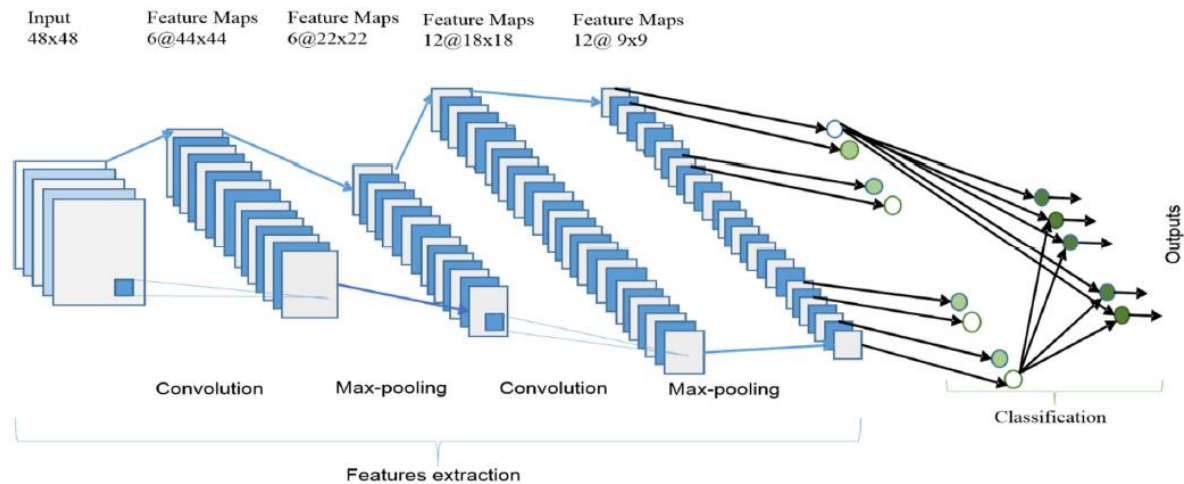 Input
48x48
Feature Maps
6@44x44
Feature Maps
6@22x22
Feature Maps
12@18x18
Feature Maps
12@ 9x9
Outputs
Convolution
Max-pooling
Convolution
Max-pooling
Classification
Features extraction